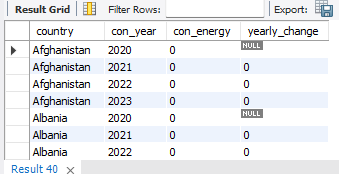 Result Grid Filter Rows: Export:
country con_year con_energy yearly_change
Afghanistan 2020 0 NULL
Afghanistan 2021 0 0
Afghanistan 2022 0 0
Afghanistan 2023 0 0
Albania 2020 0 NULL
Albania 2021 0 0
Albania 2022 0 0
Result 40 ×